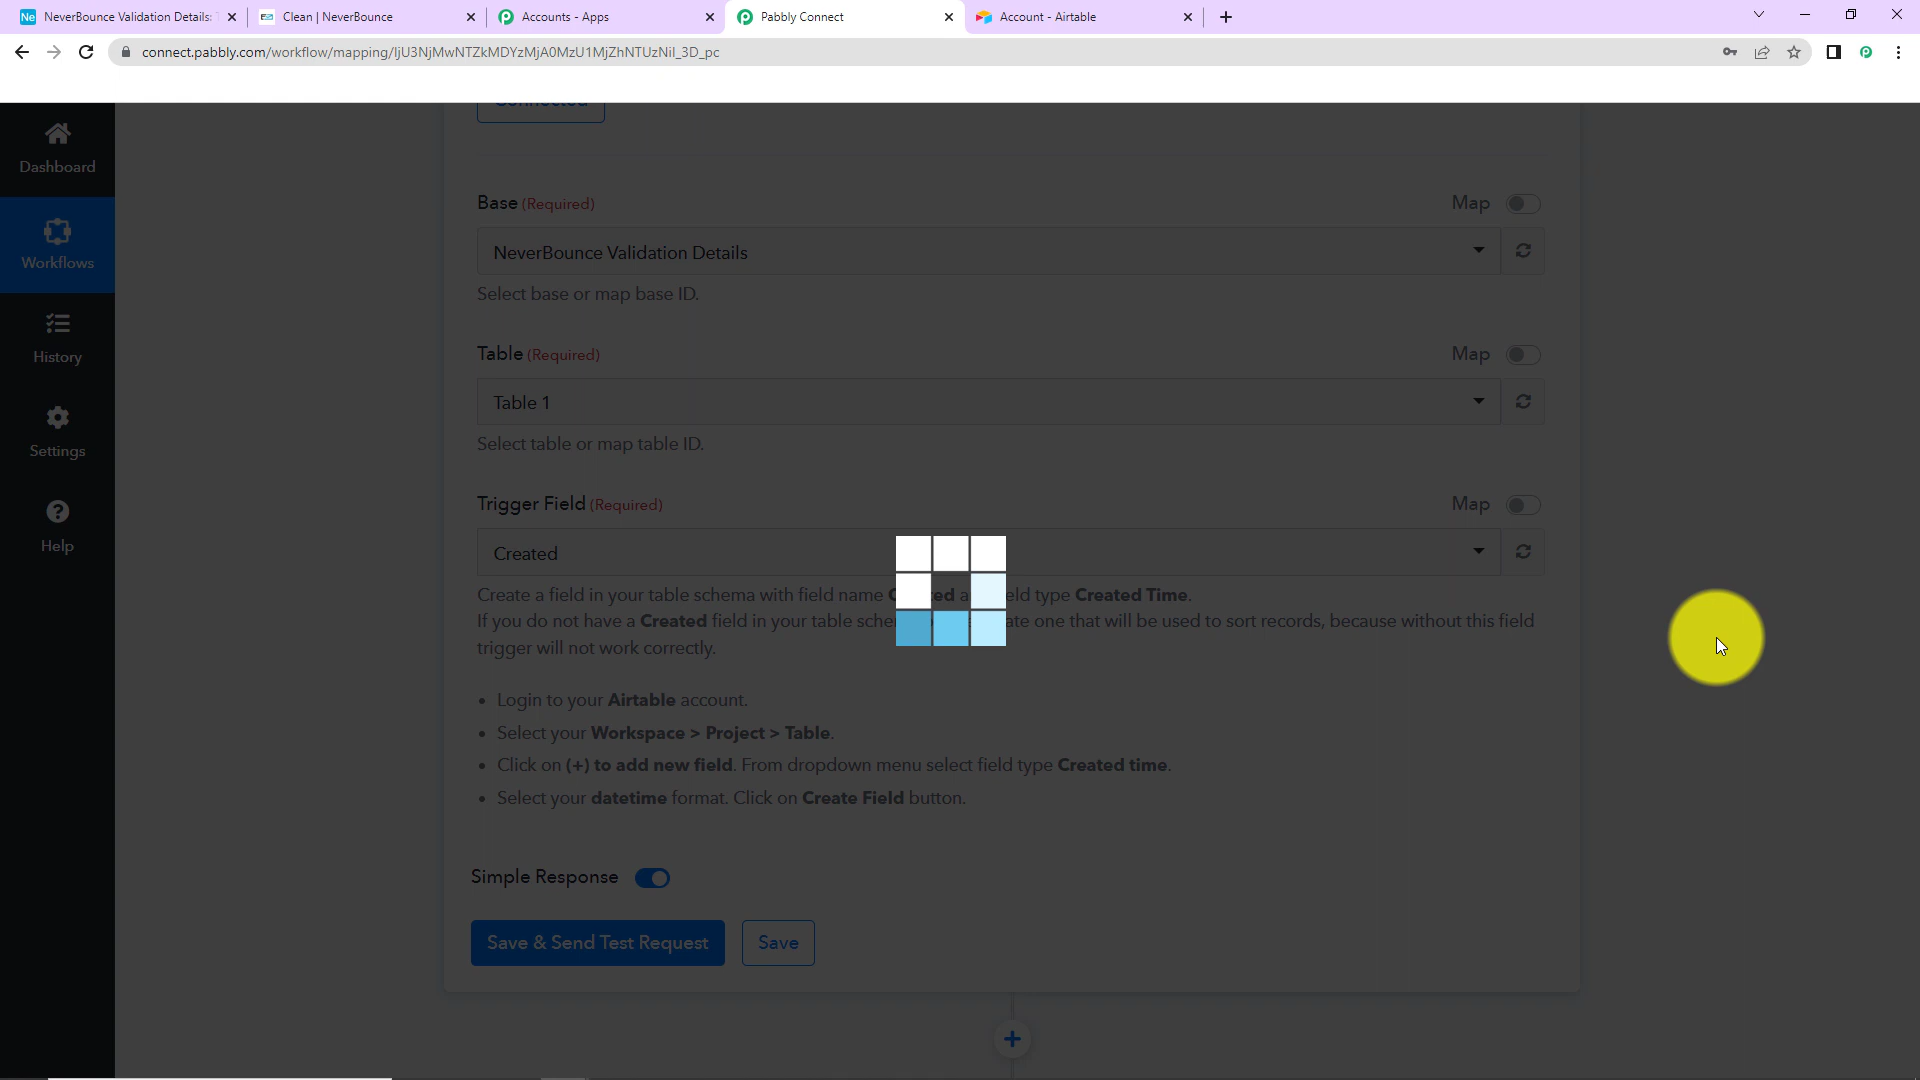 NeverBounce Validation Details:
Clean | NeverBounce
Accounts - Apps
Pabbly Connect
Account - Airtable
connect.pabbly.com/workflow/mapping/
Dashboard
Workflows
History
Settings
Help
Connected
Base (Required)
Map
NeverBounce Validation Details
Select base or map base ID.
Table (Required)
Map
Table 1
Select table or map table ID.
Trigger Field (Required)
Map
Created
Create a field in your table schema with field name field type Created Time.
If you do not have a Created field in your table one that will be used to sort records, because without this field
trigger will not work correctly.
• Login to your Airtable account.
• Select your Workspace > Project > Table.
• Click on (+) to add new field. From dropdown menu select field type Created time.
• Select your datetime format. Click on Create Field button.
Simple Response
Save & Send Test Request
Save